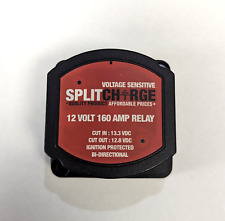 VOLTAGE SENSITIVE
SPLITCHARGE
•QUALITY PRODUCT AFFORDABLE PRICES•
12 VOLT 160 AMP RELAY
CUT IN : 13.3 VDC
CUT OUT : 12.8 VDC
IGNITION PROTECTED
BI-DIRECTIONAL